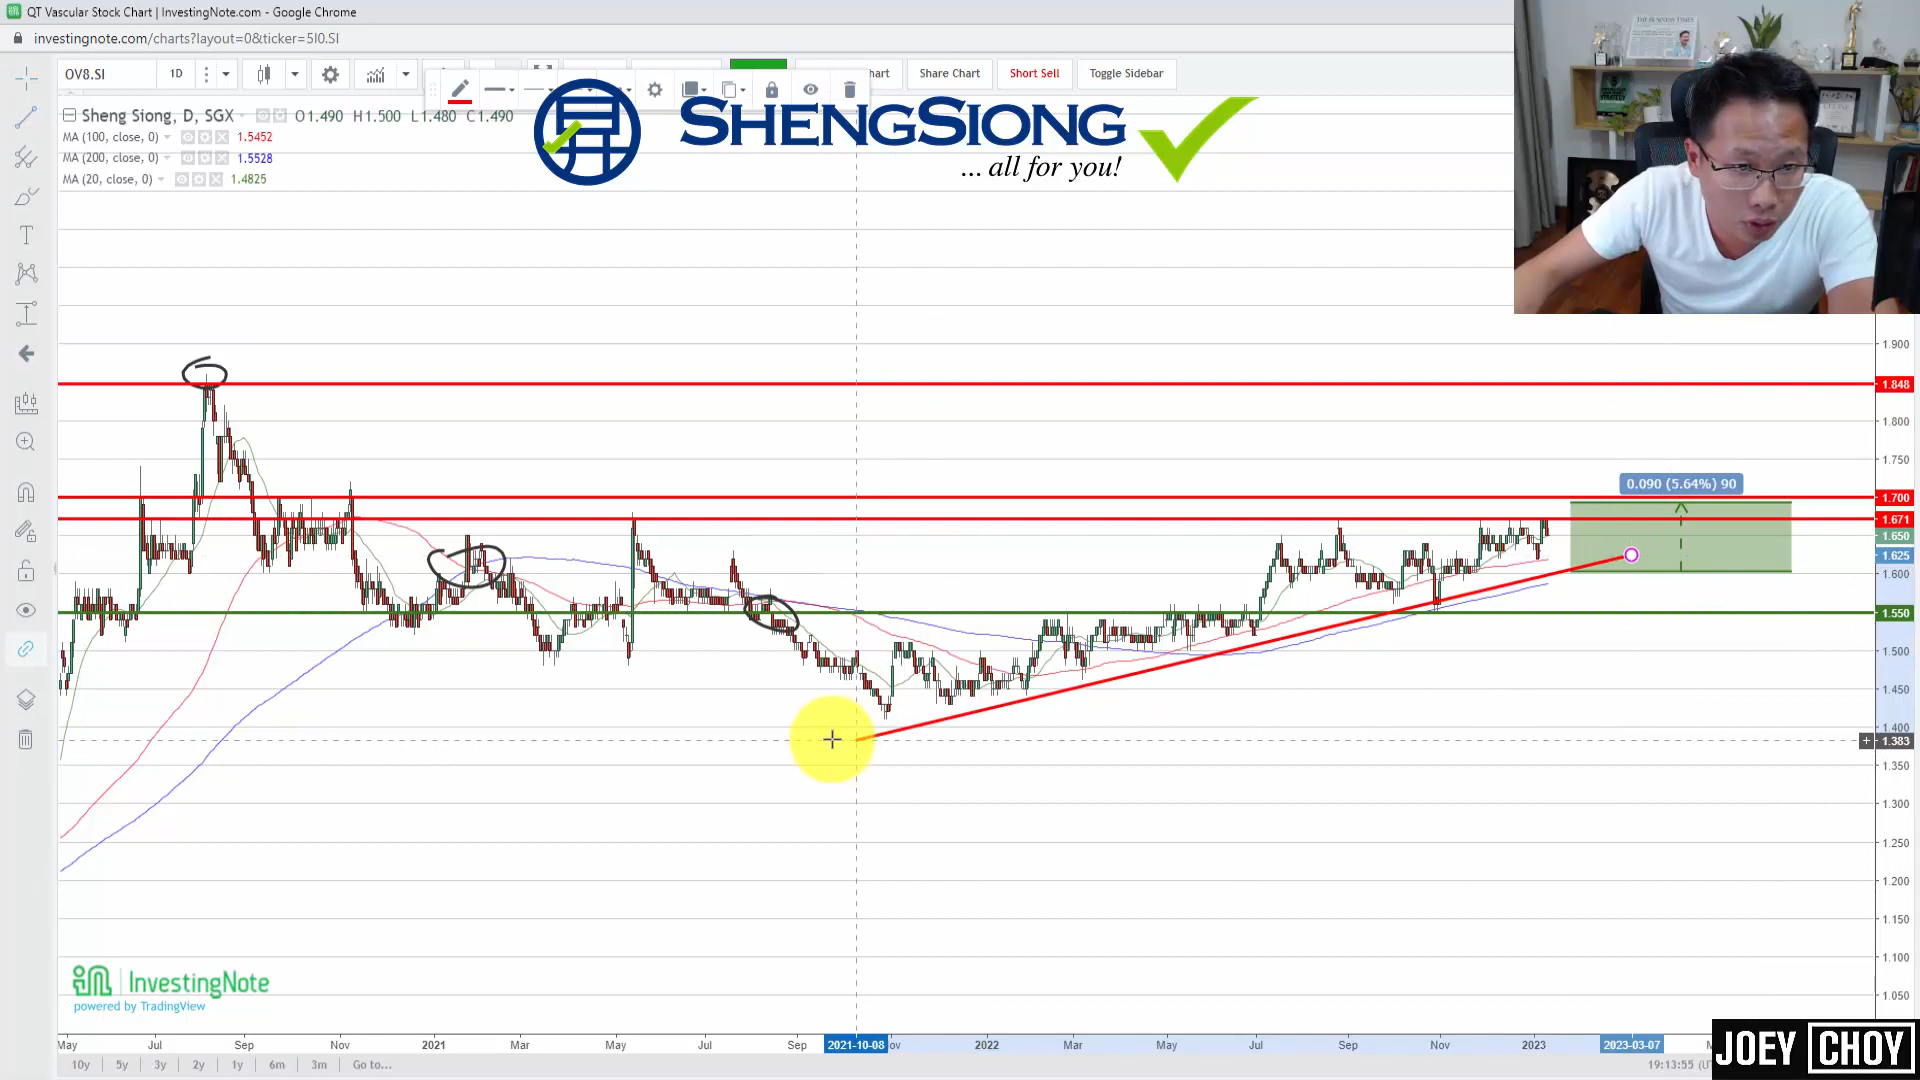 QT Vascular Stock Chart | InvestingNote.com - Google Chrome
investingnote.com/charts?layout=0&ticker=5I0.SI
OV8.SI 1D
hart Share Chart Short Sell Toggle Sidebar
Sheng Siong, D, SGX O1.490 H1.500 L1.480 C1.490
MA (100, close, 0) 1.5452
MA (200, close, 0) 1.5528
MA (20, close, 0) 1.4825
SHENGSIONG
... all for you!
THE BUSINESS TIMES
1.900
1.848
1.800
1.750
0.090 (5.64%) 90
1.700
1.671
1.650
1.625
1.600
1.550
1.500
1.450
1.400
1.383
1.350
1.300
1.250
1.200
1.150
1.100
1.050
InvestingNote
powered by TradingView
May Jul Sep Nov 2021 Mar May Jul Sep 2021-10-08 ov 2022 Mar May Jul Sep Nov 2023 2023-03-07
10y 5y 3y 2y 1y 6m 3m Go to... 19:13:55 (U
JOEY CHOY